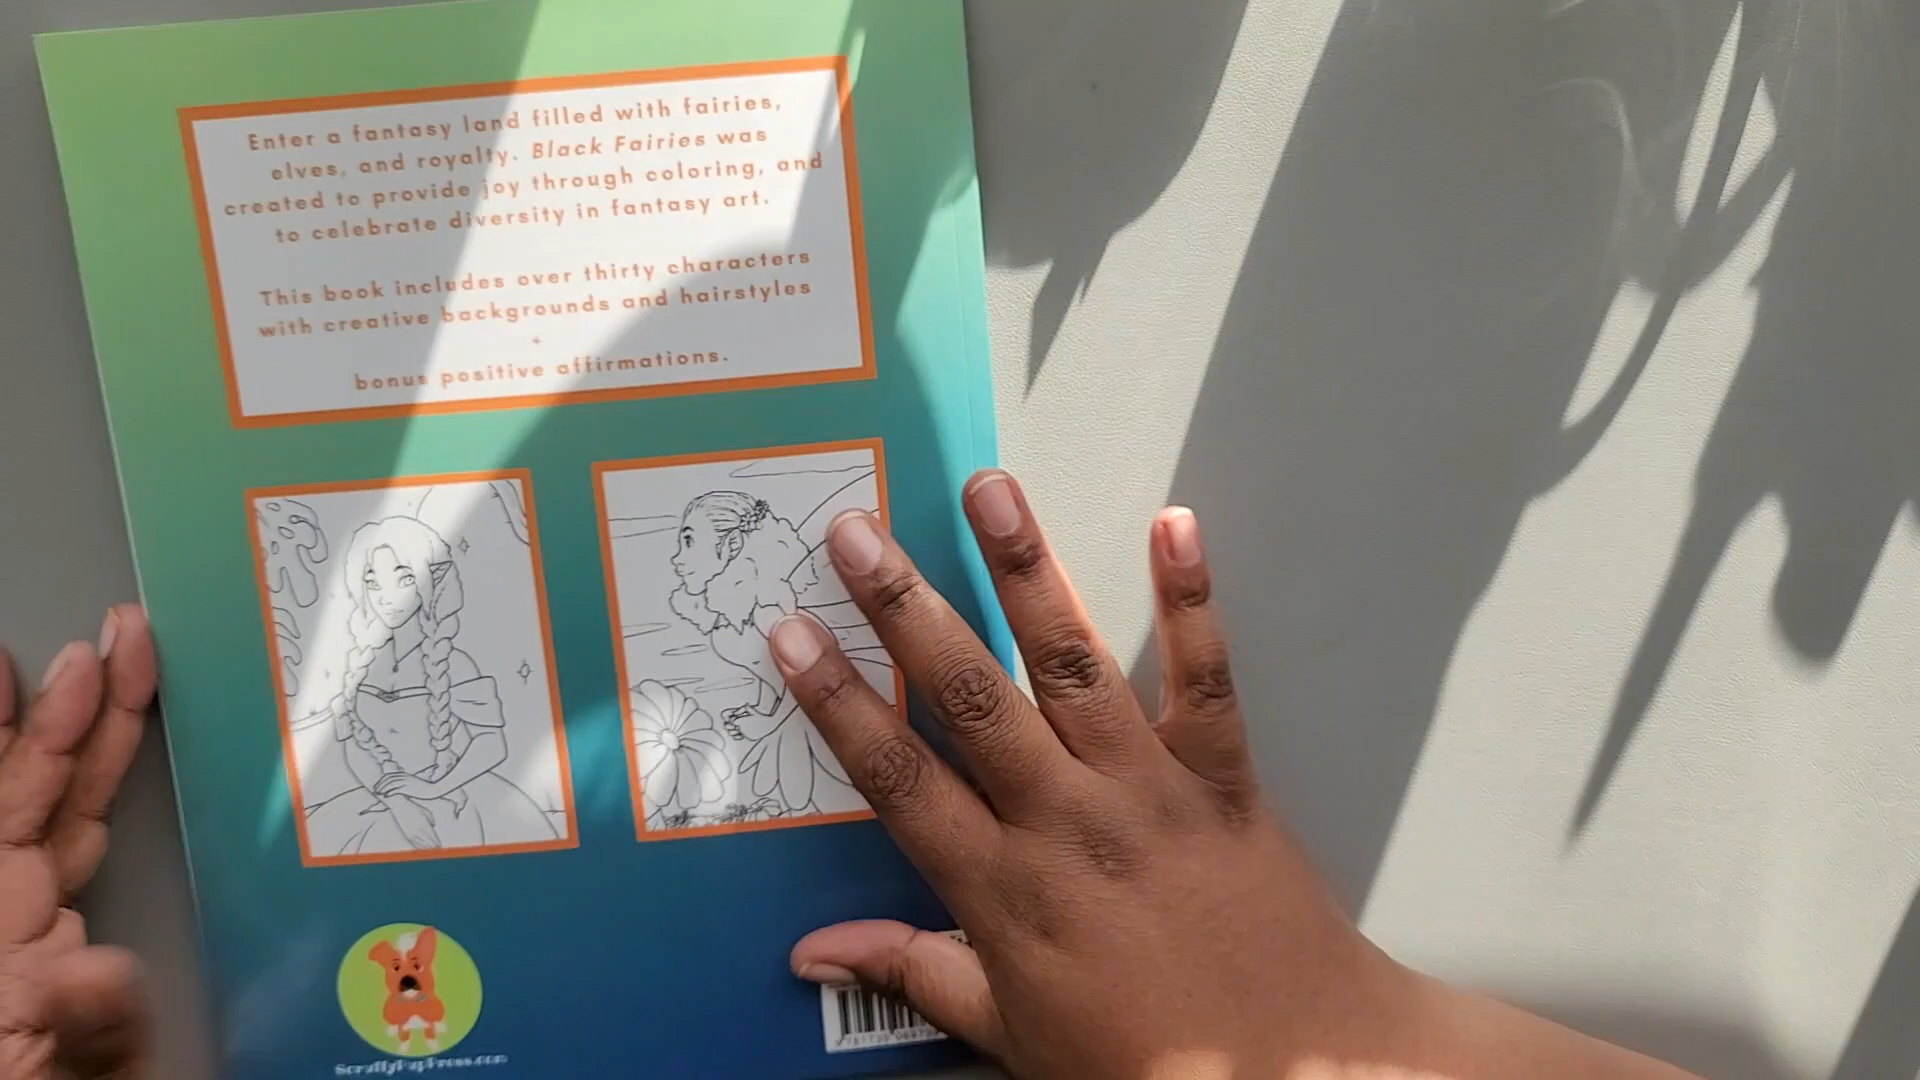 Enter a fantasy land filled with fairies,
elves, and royalty. Black Fairies was
created to provide joy through coloring, and
to celebrate diversity in fantasy art.
This book includes over thirty characters
with creative backgrounds and hairstyles
+
bonus positive affirmations.
ScruffyPupPress.com